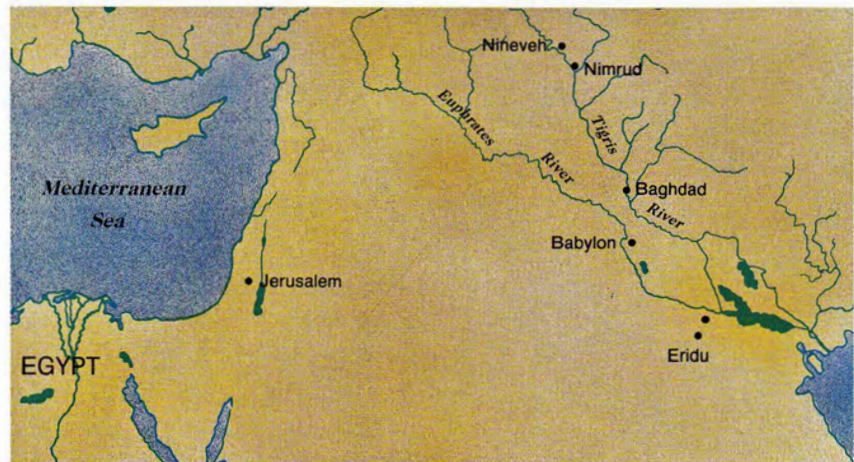 Nineveh
Nimrud
Euphrates
River
Tigris
River
Baghdad
Mediterranean
Sea
Babylon
Jerusalem
EGYPT
Eridu